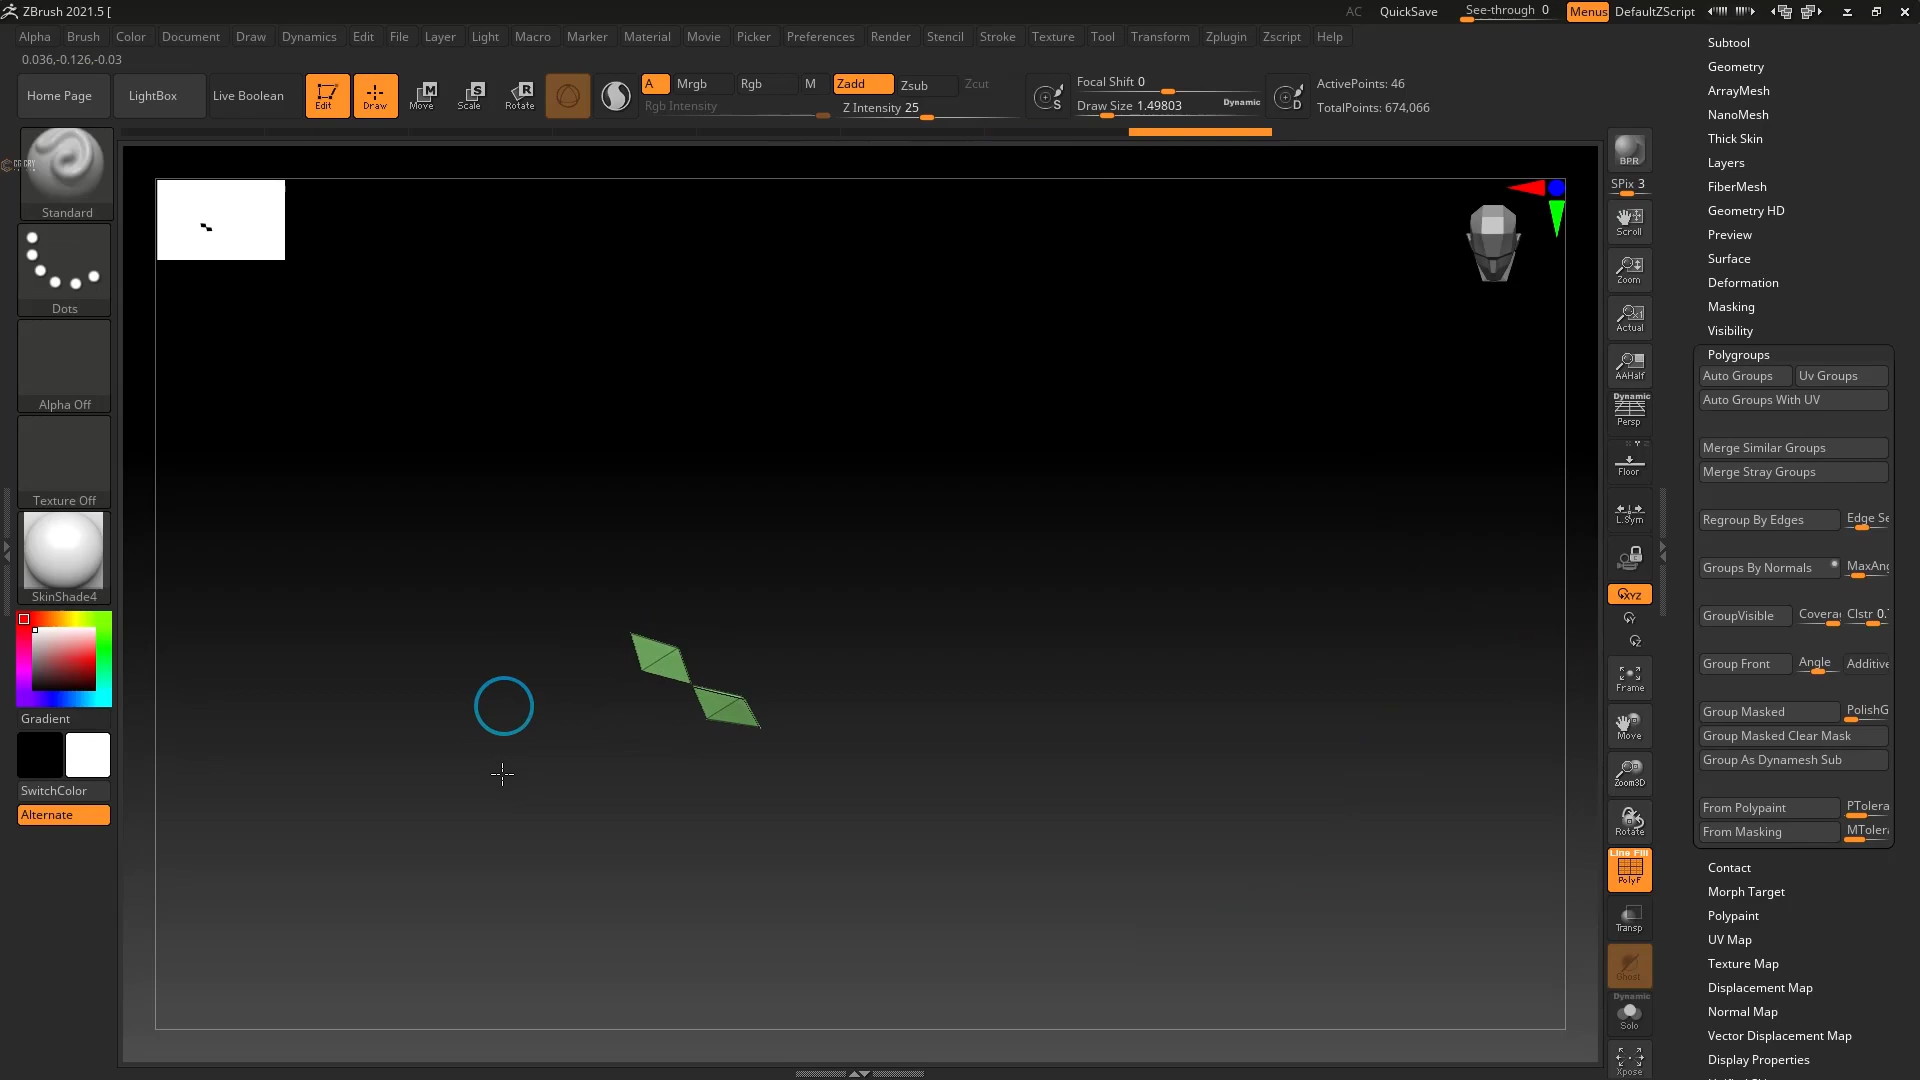 ZBrush 2021.5 [
AC QuickSave See-through 0 Menus DefaultZScript
Alpha Brush Color Document Draw Dynamics Edit File Layer Light Macro Marker Material Movie Picker Preferences Render Stencil Stroke Texture Tool Transform Zplugin Zscript Help
0.036,-0.126,-0.03
Home Page LightBox Live Boolean Edit Draw Move Scale Rotate
A Mrgb Rgb M Zadd Zsub Zcut
Rgb Intensity Z Intensity 25
Focal Shift 0
Draw Size 1.49803 Dynamic
ActivePoints: 46
TotalPoints: 674,066
Standard
Dots
Alpha Off
Texture Off
SkinShade4
Gradient
SwitchColor
Alternate
BPR
SPix 3
Scroll
Zoom
Actual
AAHalf
Dynamic
Persp
Floor
L.Sym
XYZ
Frame
Move
Zoom3D
Rotate
Line Fill
PolyF
Transp
Ghost
Dynamic
Solo
Xpose
Subtool
Geometry
ArrayMesh
NanoMesh
Thick Skin
Layers
FiberMesh
Geometry HD
Preview
Surface
Deformation
Masking
Visibility
Polygroups
Auto Groups Uv Groups
Auto Groups With UV
Merge Similar Groups
Merge Stray Groups
Regroup By Edges Edge Se
Groups By Normals MaxAng
GroupVisible Covera Clstr 0.
Group Front Angle Additive
Group Masked PolishG
Group Masked Clear Mask
Group As Dynamesh Sub
From Polypaint PTolera
From Masking MTolera
Contact
Morph Target
Polypaint
UV Map
Texture Map
Displacement Map
Normal Map
Vector Displacement Map
Display Properties